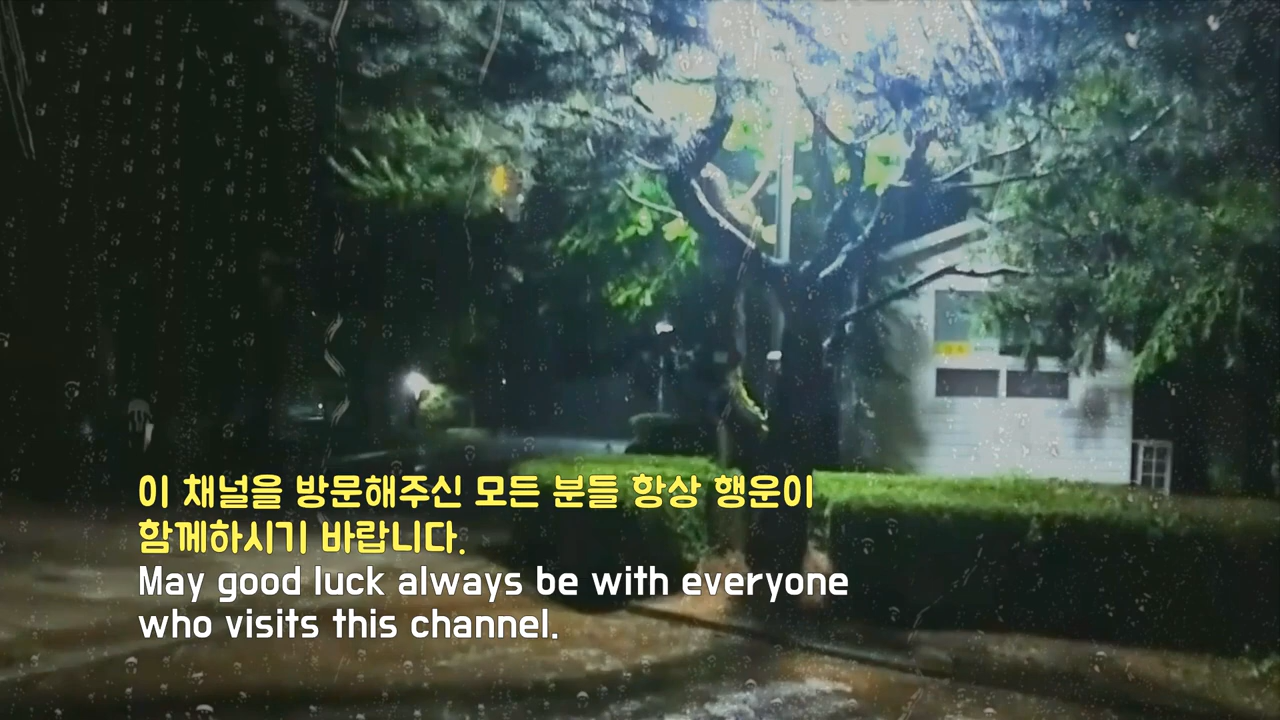 이 채널을 방문해주신 모든 분들 항상 행운이
함께하시기 바랍니다.
May good luck always be with everyone
who visits this channel.